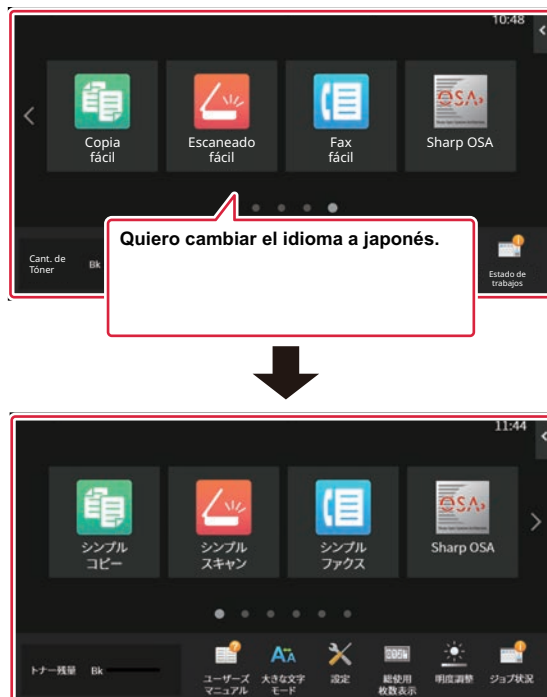 10:48
Copia
fácil
Escaneado
fácil
Fax
fácil
Sharp OSA
Quiero cambiar el idioma a japonés.
Cant. de
Tóner
Bk
Estado de
trabajos
11:44
シンプル
コピー
シンプル
スキャン
シンプル
ファクス
Sharp OSA
トナー残量
Bk
ユーザーズ
マニュアル
大きな文字
モード
設定
総使用
枚数表示
明度調整
ジョブ状況